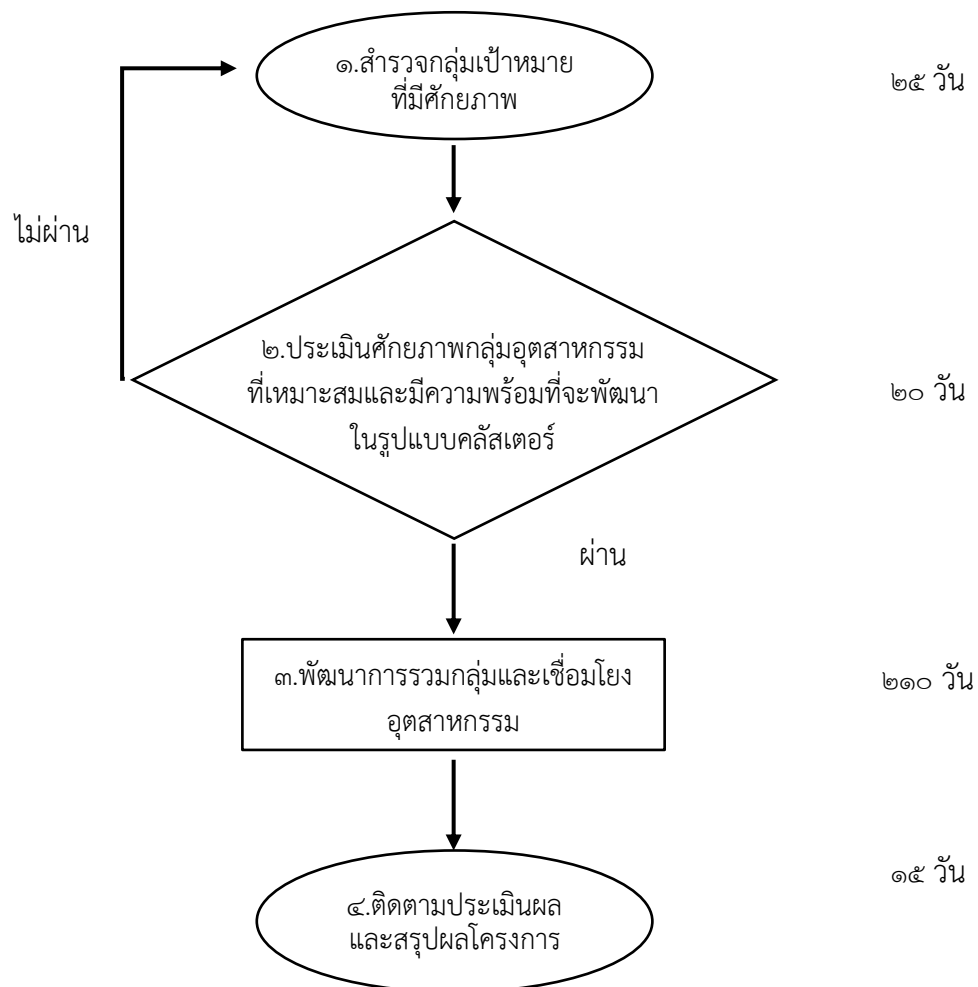 ๑.สำรวจกลุ่มเป้าหมาย
ที่มีศักยภาพ
๒๕ วัน
ไม่ผ่าน
๒.ประเมินศักยภาพกลุ่มอุตสาหกรรม
ที่เหมาะสมและมีความพร้อมที่จะพัฒนา
ในรูปแบบคลัสเตอร์
๒๐ วัน
ผ่าน
๓.พัฒนาการรวมกลุ่มและเชื่อมโยง
อุตสาหกรรม
๒๑๐ วัน
๔.ติดตามประเมินผล
และสรุปผลโครงการ
๑๕ วัน